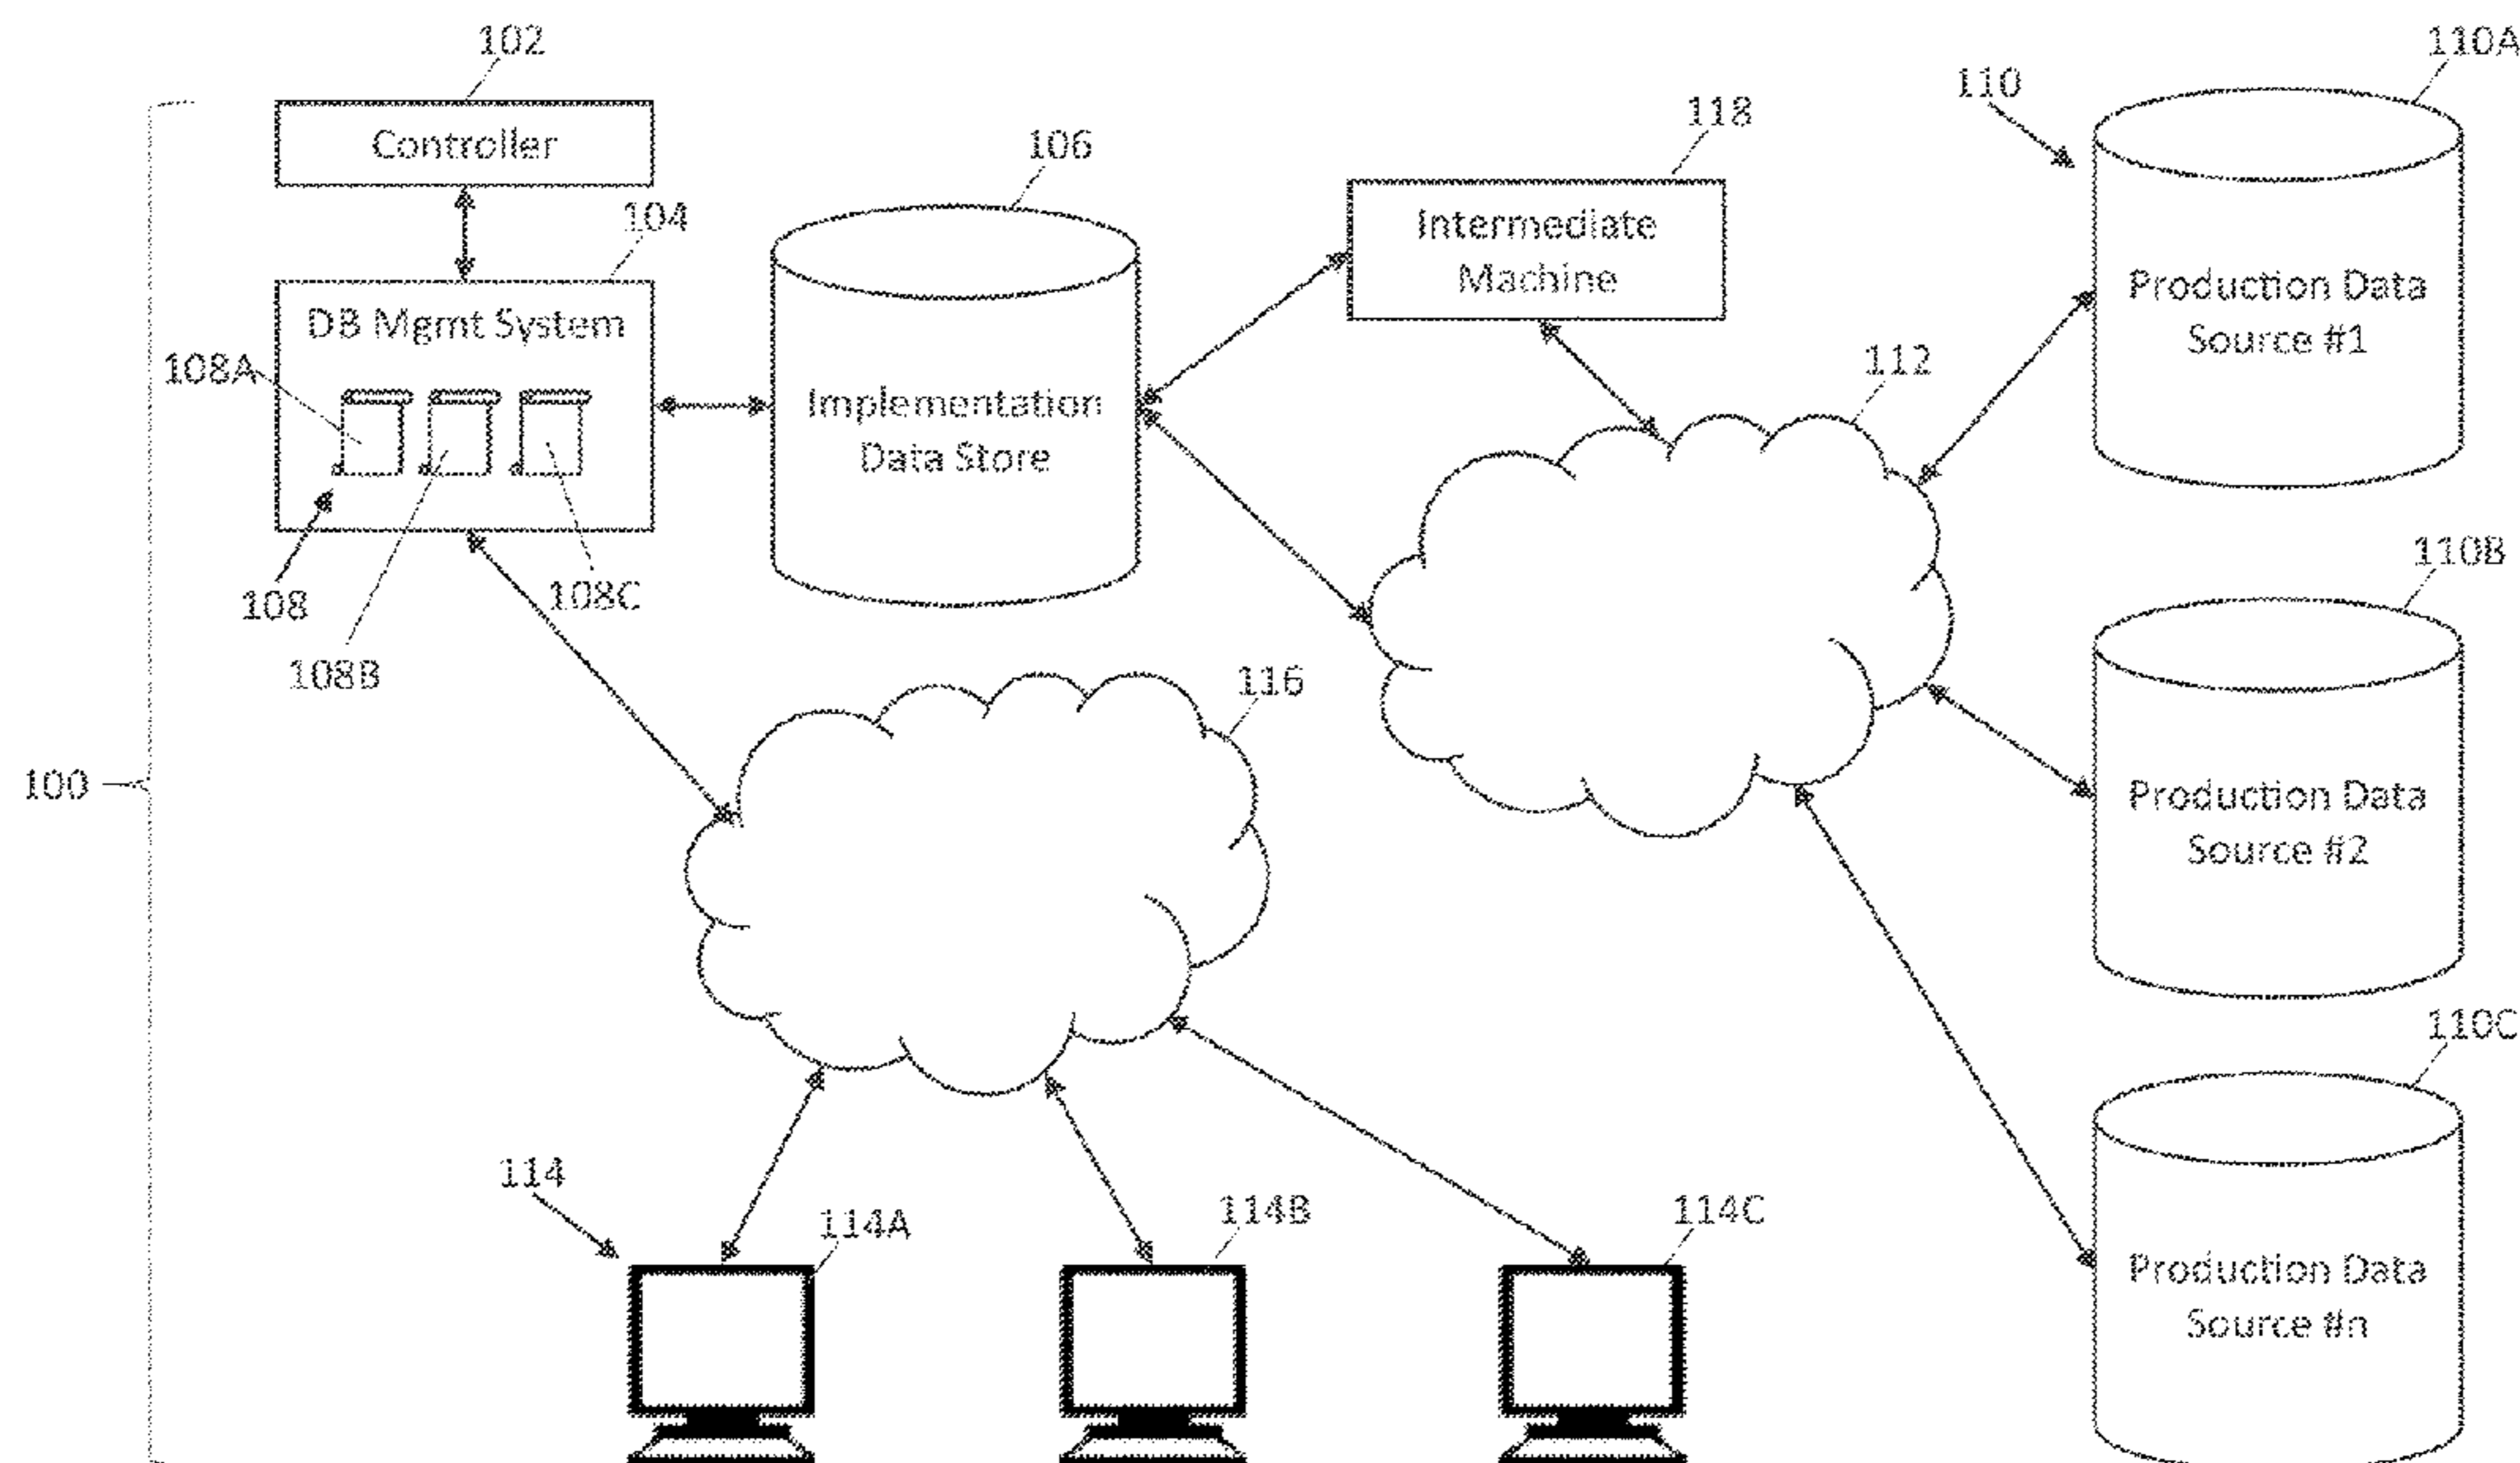 102
110A
110
118
Controller
106
104
Intermediate
Machine
DB Mgmt System
Production Data
Source #1
108A
112
Implementation
Data Store
108
108C
108B
110B
116
100
Production Data
Source #2
110C
114
114A
114B
114C
Production Data
Source #n